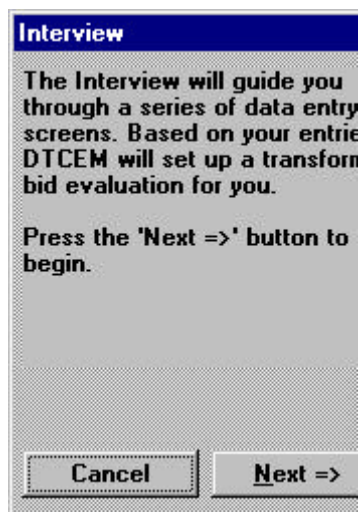 Interview
The Interview will guide you
through a series of data entry
screens. Based on your entrie
DTCEM will set up a transform
bid evaluation for you.
Press the 'Next =>' button to
begin.
Cancel
Next =>